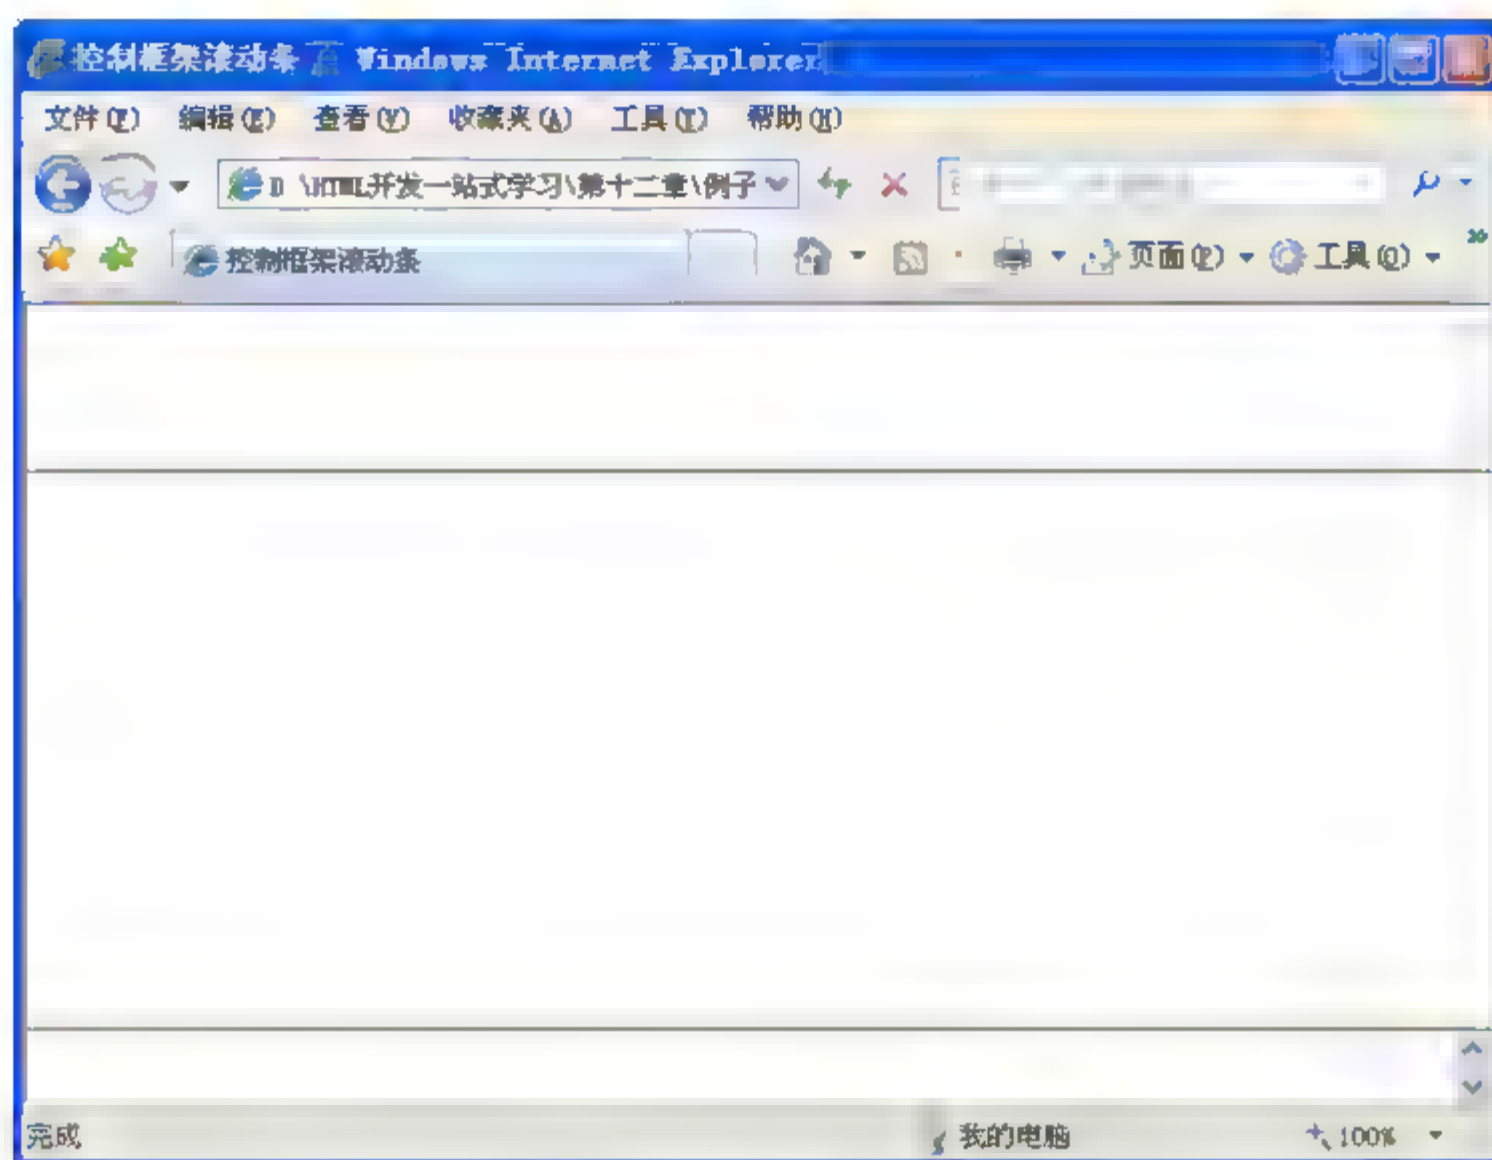 控制框架滚动条 Windows Internet Explorer
文件(F) 编辑(E) 查看(V) 收藏夹(A) 工具(T) 帮助(H)
D \HTML开发一站式学习\第十二章\例子
控制框架滚动条 页面(P) 工具(O)
完成 我的电脑 100%